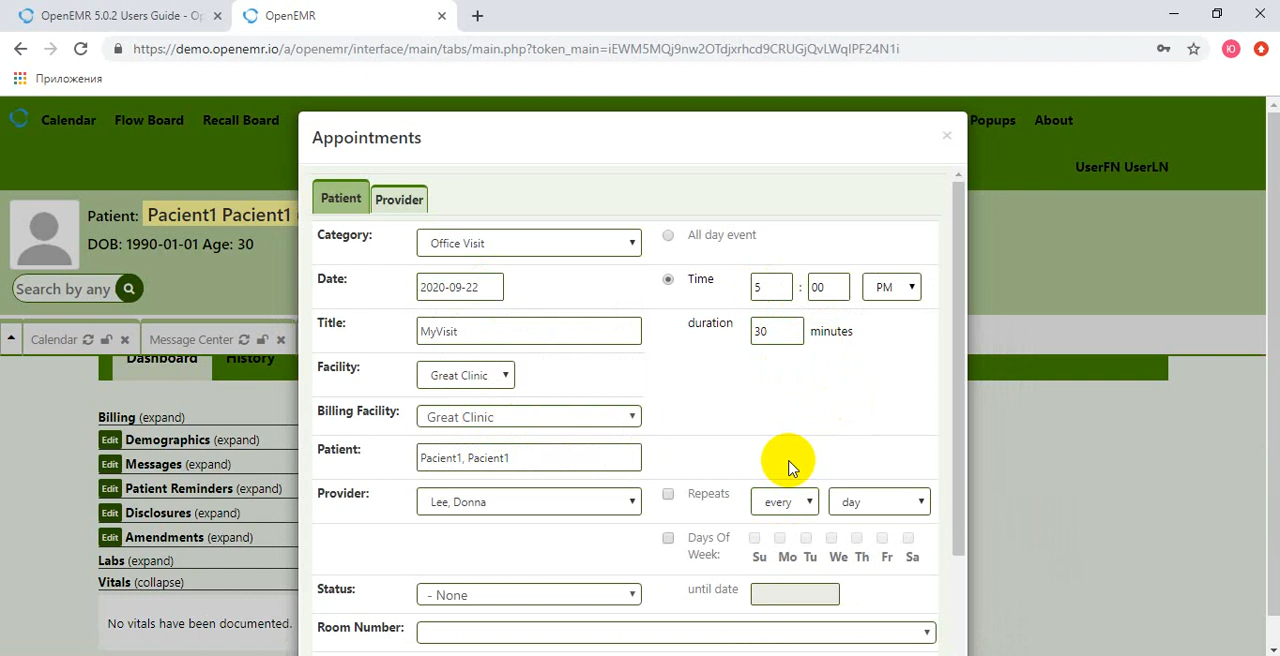 OpenEMR 5.0.2 Users Guide - Op
OpenEMR
https://demo.openemr.io/a/openemr/interface/main/tabs/main.php?token_main=iEWM5MQj9nw2OTdjxrhcd9CRUGjQvLWqlPF24N1i
Ю
Приложения
Calendar Flow Board Recall Board Popups About
UserFN UserLN
Patient: Pacient1 Pacient1
DOB: 1990-01-01 Age: 30
Search by any
Calendar Message Center
Dashboard History
Billing (expand)
Edit Demographics (expand)
Edit Messages (expand)
Edit Patient Reminders (expand)
Edit Disclosures (expand)
Edit Amendments (expand)
Labs (expand)
Vitals (collapse)
No vitals have been documented.
Appointments
Patient Provider
Category: Office Visit All day event
Date: 2020-09-22 Time 5 : 00 PM
Title: MyVisit duration 30 minutes
Facility: Great Clinic
Billing Facility: Great Clinic
Patient: Pacient1, Pacient1
Provider: Lee, Donna Repeats every day
Days Of
Week:
Su Mo Tu We Th Fr Sa
Status: - None until date
Room Number: